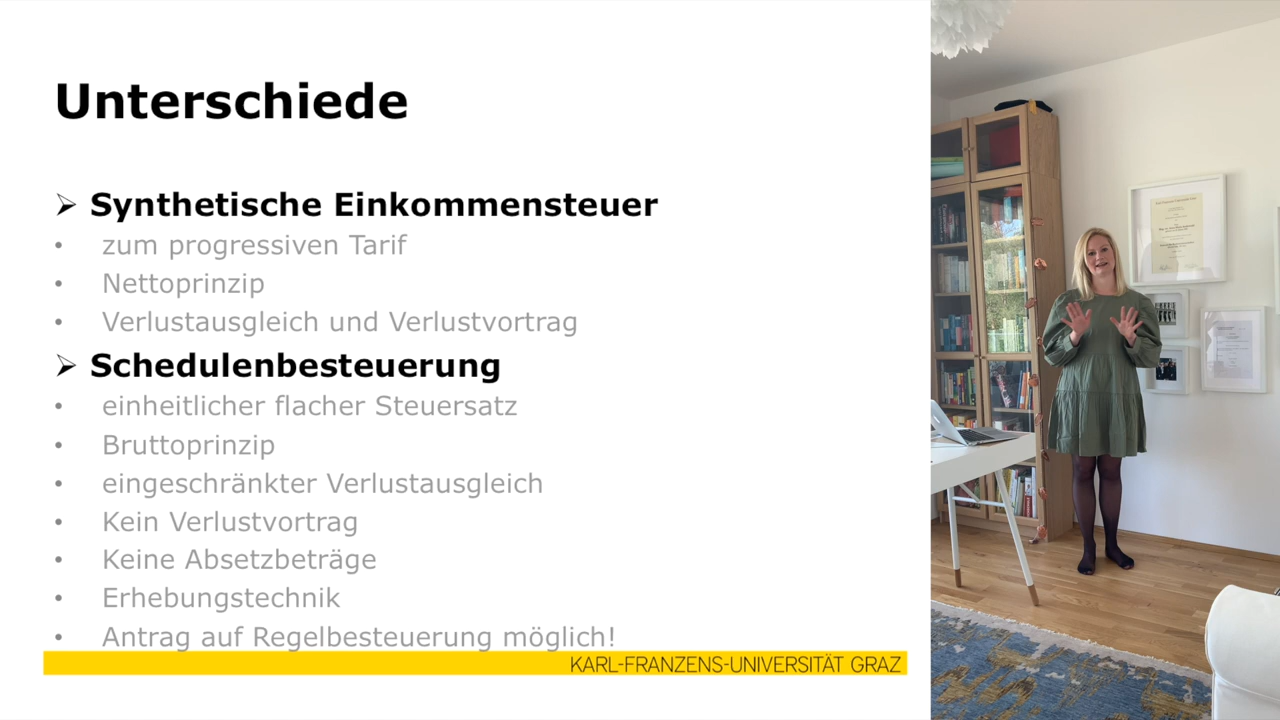 Unterschiede
➢ Synthetische Einkommensteuer
• zum progressiven Tarif
• Nettoprinzip
• Verlustausgleich und Verlustvortrag
➢ Schedulenbesteuerung
• einheitlicher flacher Steuersatz
• Bruttoprinzip
• eingeschränkter Verlustausgleich
• Kein Verlustvortrag
• Keine Absetzbeträge
• Erhebungstechnik
• Antrag auf Regelbesteuerung möglich!
KARL-FRANZENS-UNIVERSITÄT GRAZ